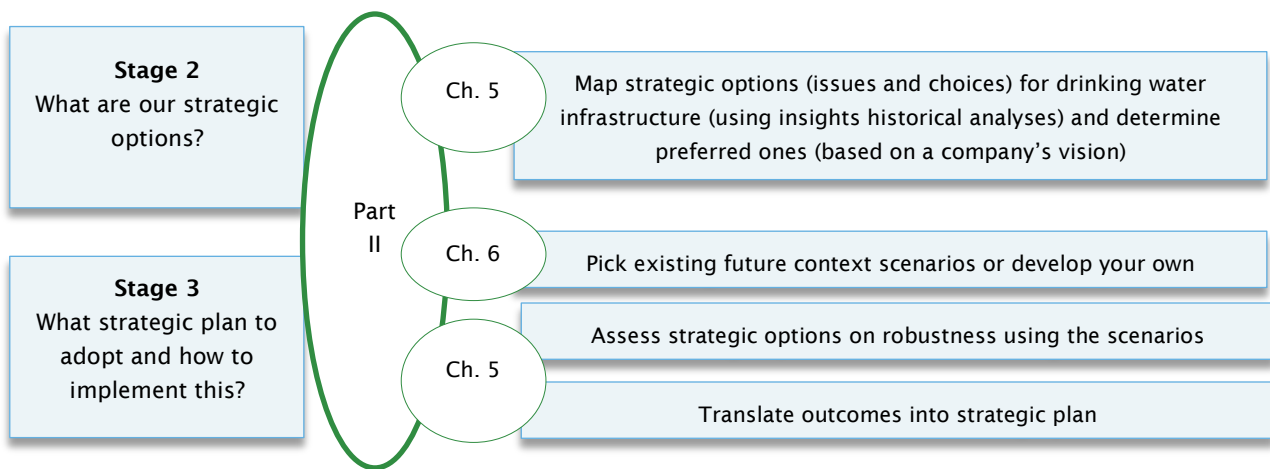 Stage 2
What are our strategic
options?
Stage 3
What strategic plan to
adopt and how to
implement this?
Part
II
Ch. 5
Map strategic options (issues and choices) for drinking water
infrastructure (using insights historical analyses) and determine
preferred ones (based on a company’s vision)
Ch. 6
Pick existing future context scenarios or develop your own
Ch. 5
Assess strategic options on robustness using the scenarios
Translate outcomes into strategic plan